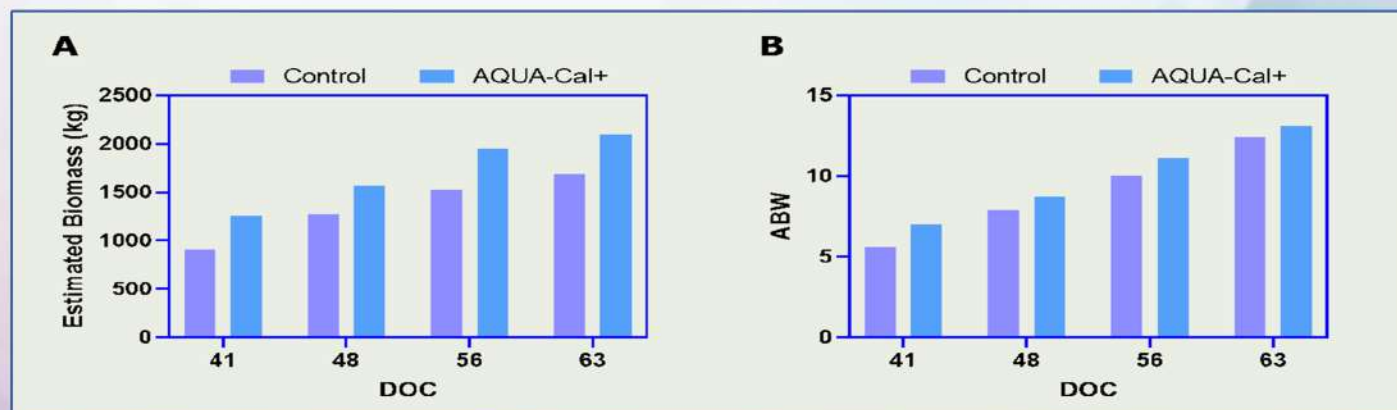 A
Control AQUA-Cal+
Estimated Biomass (kg)
2500
2000
1500
1000
500
0
41 48 56 63
DOC
B
Control AQUA-Cal+
ABW
15
10
5
0
41 48 56 63
DOC